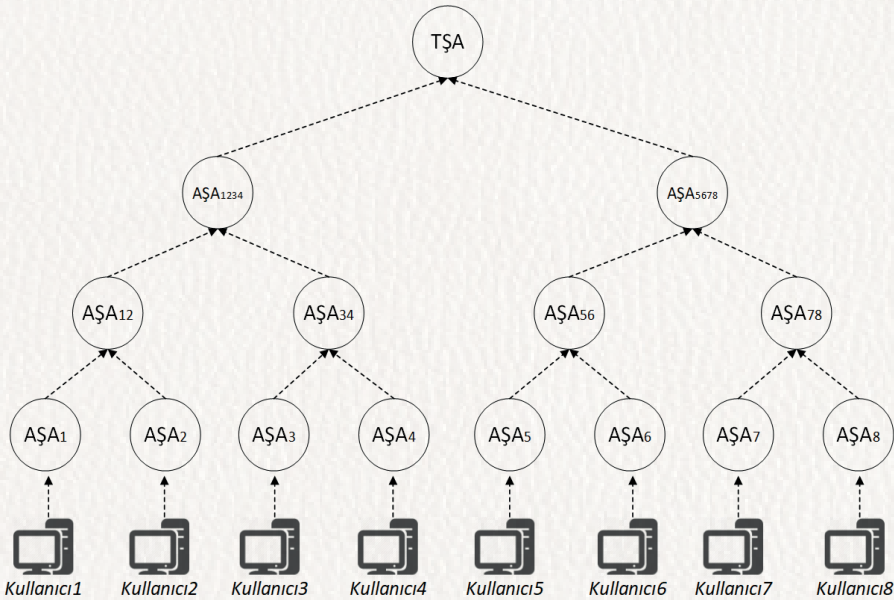 TŞA
AŞA1234
AŞA5678
AŞA12
AŞA34
AŞA56
AŞA78
AŞA1
AŞA2
AŞA3
AŞA4
AŞA5
AŞA6
AŞA7
AŞA8
Kullanıcı1
Kullanıcı2
Kullanıcı3
Kullanıcı4
Kullanıcı5
Kullanıcı6
Kullanıcı7
Kullanıcı8